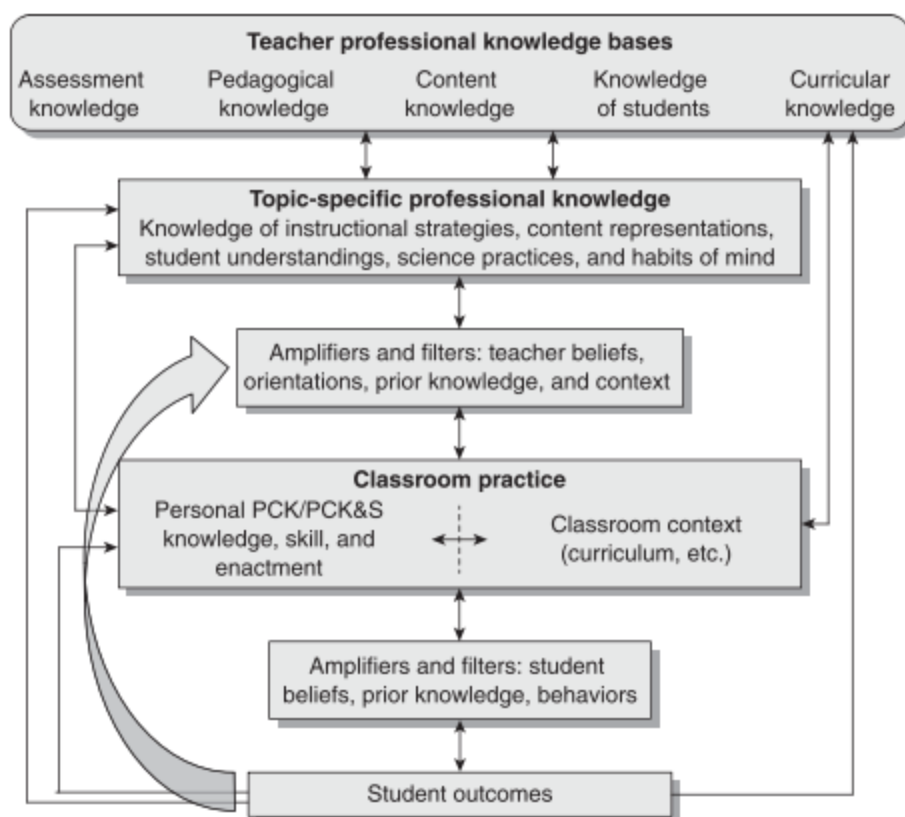 Teacher professional knowledge bases
Assessment knowledge
Pedagogical knowledge
Content knowledge
Knowledge of students
Curricular knowledge
Topic-specific professional knowledge
Knowledge of instructional strategies, content representations,
student understandings, science practices, and habits of mind
Amplifiers and filters: teacher beliefs,
orientations, prior knowledge, and context
Classroom practice
Personal PCK/PCK&S
knowledge, skill, and
enactment
Classroom context
(curriculum, etc.)
Amplifiers and filters: student
beliefs, prior knowledge, behaviors
Student outcomes